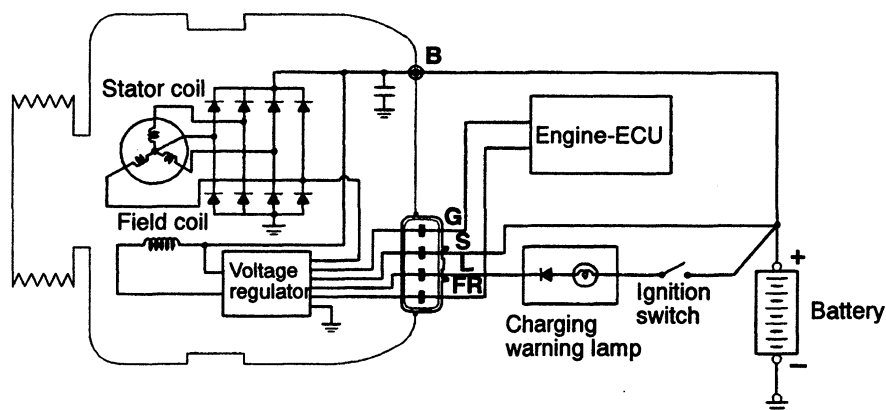 B
Stator coil
Engine-ECU
G
Field coil
S
L
+
Voltage
regulator
FR
Ignition
switch
Battery
Charging
warning lamp
−